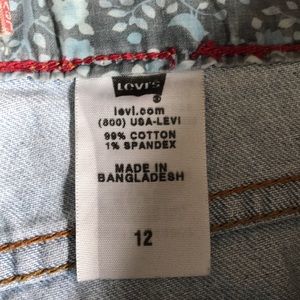 Levi's
levi.com
(800) USA-LEVI
99% COTTON
1% SPANDEX
MADE IN
BANGLADESH
12